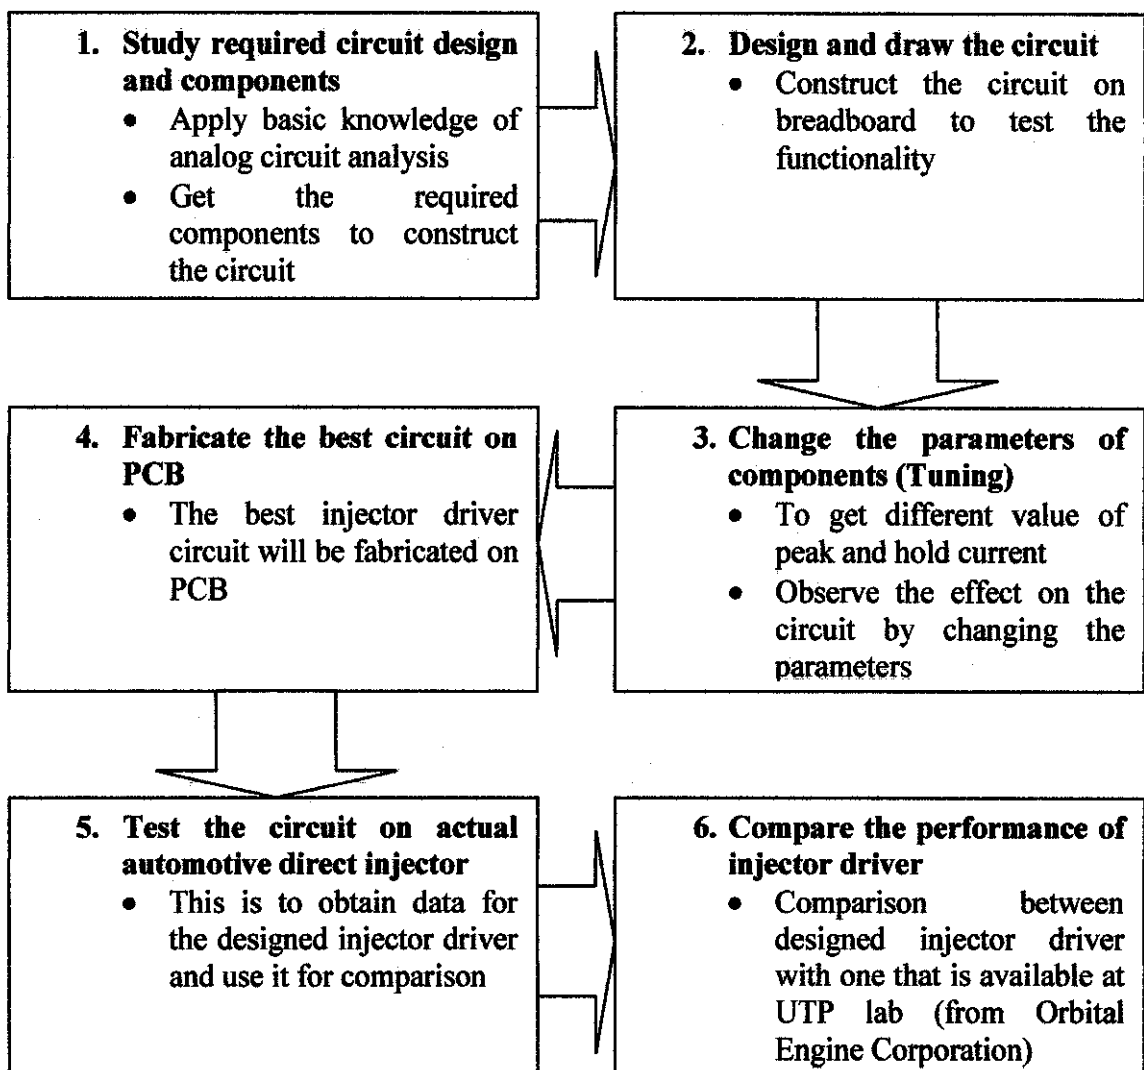 1. Study required circuit design
and components
• Apply basic knowledge of
analog circuit analysis
• Get the required
components to construct
the circuit
2. Design and draw the circuit
• Construct the circuit on
breadboard to test the
functionality
3. Change the parameters of
components (Tuning)
• To get different value of
peak and hold current
• Observe the effect on the
circuit by changing the
parameters
4. Fabricate the best circuit on
PCB
• The best injector driver
circuit will be fabricated on
PCB
5. Test the circuit on actual
automotive direct injector
• This is to obtain data for
the designed injector driver
and use it for comparison
6. Compare the performance of
injector driver
• Comparison between
designed injector driver
with one that is available at
UTP lab (from Orbital
Engine Corporation)